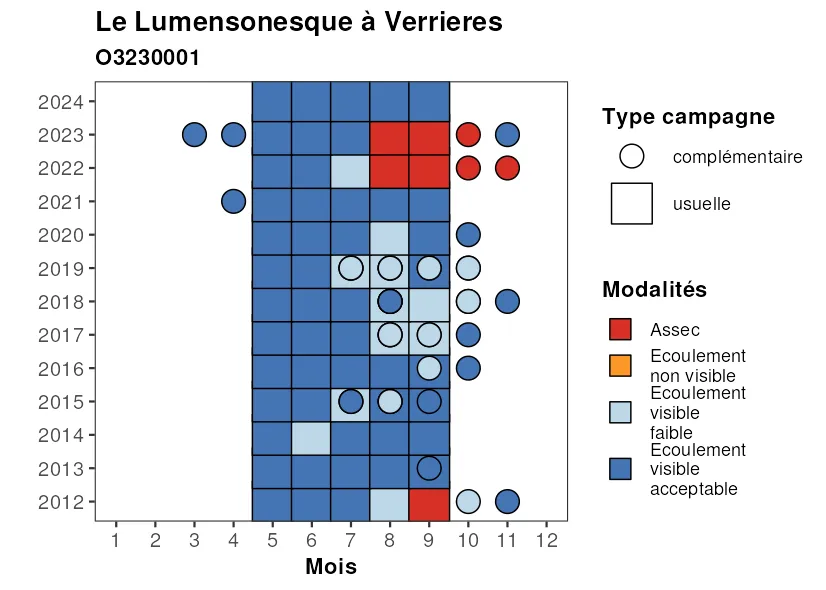 Le Lumensonesque à Verrieres
O3230001
2024
2023
2022
2021
2020
2019
2018
2017
2016
2015
2014
2013
2012
1 2 3 4 5 6 7 8 9 10 11 12
Mois
Type campagne
complémentaire
usuelle
Modalités
Assec
Ecoulement
non visible
Ecoulement
visible
faible
Ecoulement
visible
acceptable